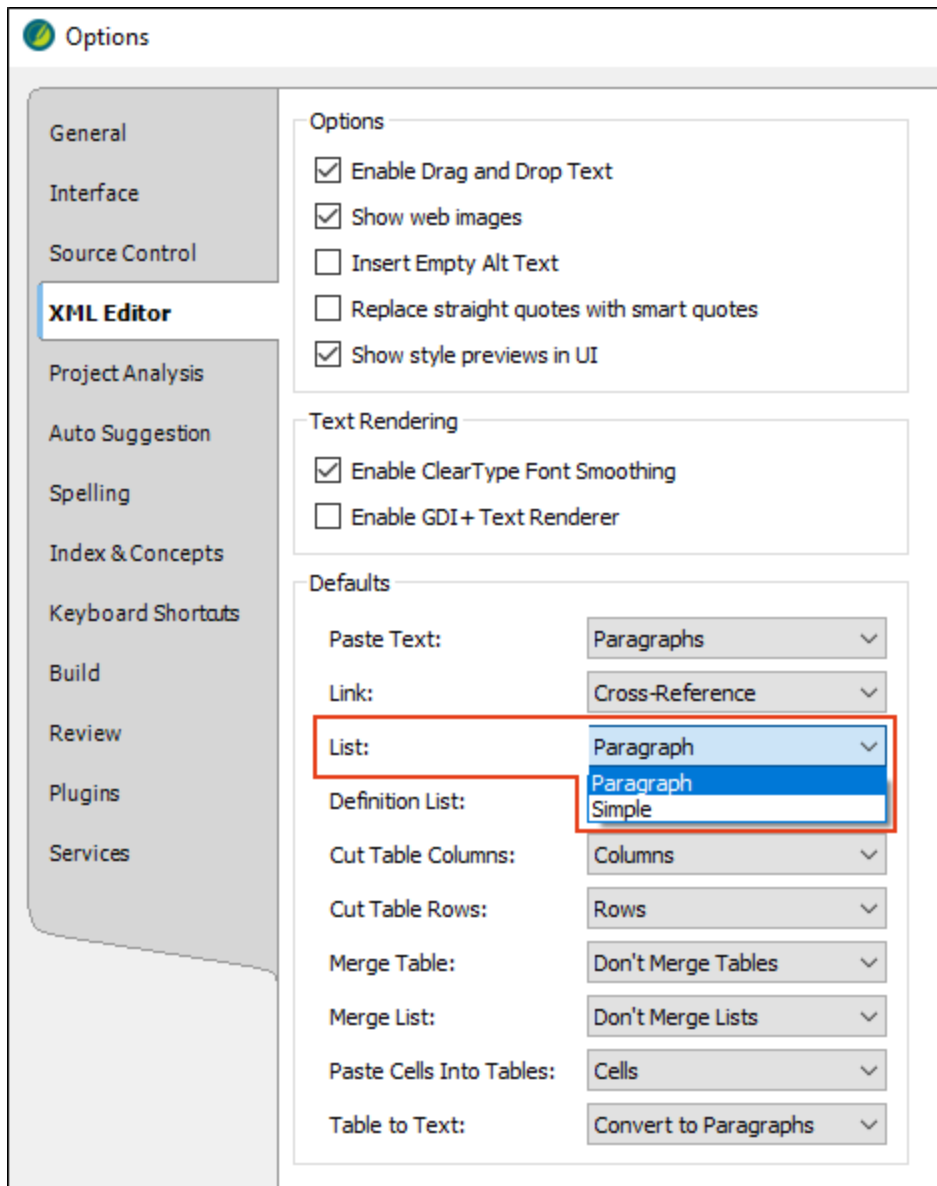 Options
General
Interface
Source Control
XML Editor
Project Analysis
Auto Suggestion
Spelling
Index & Concepts
Keyboard Shortcuts
Build
Review
Plugins
Services
Options
Enable Drag and Drop Text
Show web images
Insert Empty Alt Text
Replace straight quotes with smart quotes
Show style previews in UI
Text Rendering
Enable ClearType Font Smoothing
Enable GDI+ Text Renderer
Defaults
Paste Text: Paragraphs
Link: Cross-Reference
List: Paragraph
Paragraph
Simple
Definition List:
Cut Table Columns: Columns
Cut Table Rows: Rows
Merge Table: Don't Merge Tables
Merge List: Don't Merge Lists
Paste Cells Into Tables: Cells
Table to Text: Convert to Paragraphs